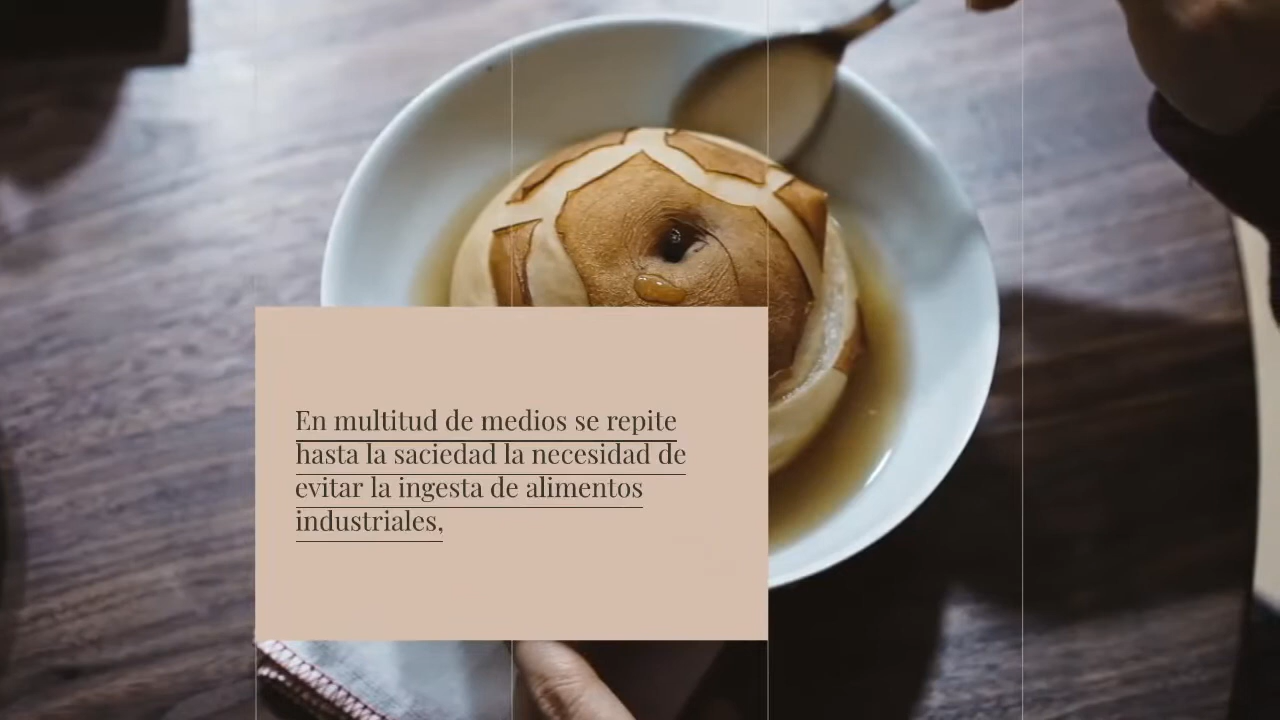 En multitud de medios se repite
hasta la saciedad la necesidad de
evitar la ingesta de alimentos
industriales,